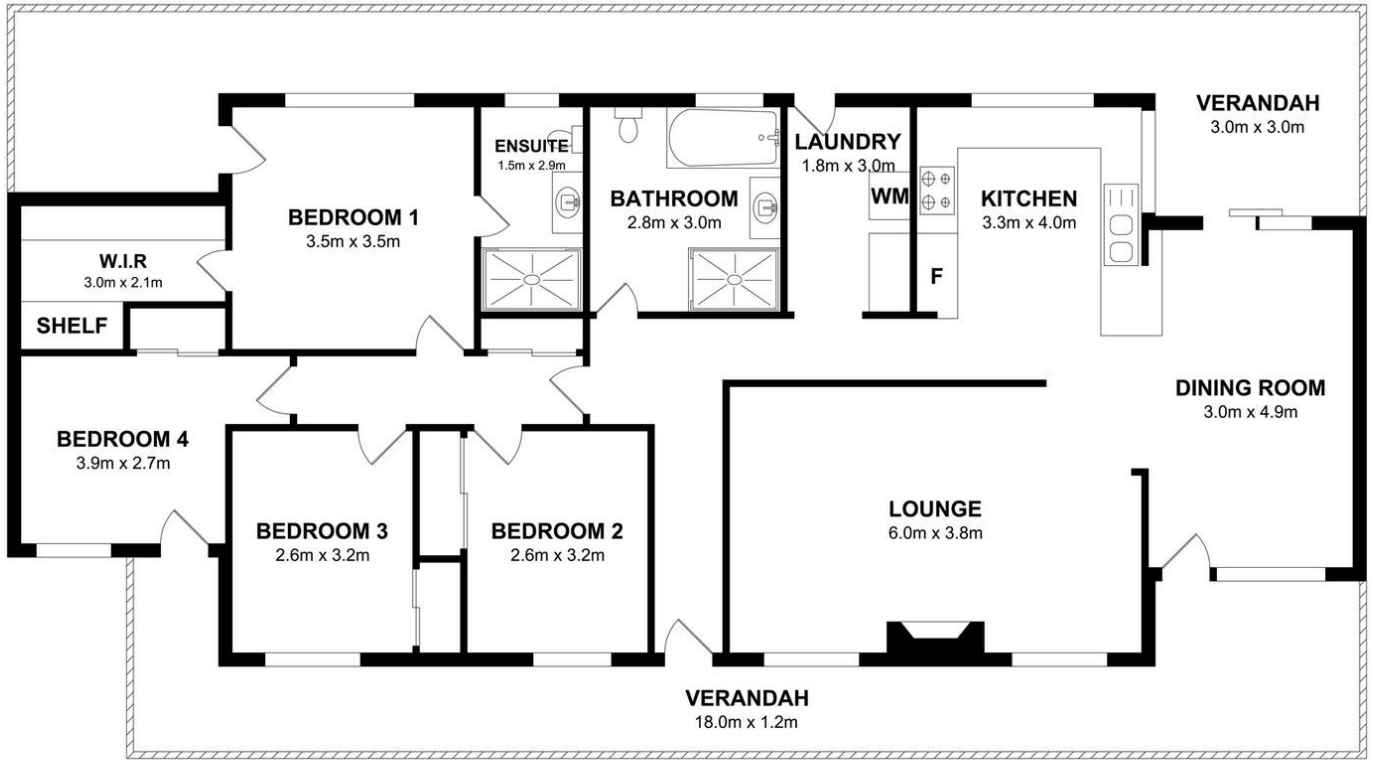 VERANDAH
3.0m x 3.0m
ENSUITE
1.5m x 2.9m
LAUNDRY
1.8m x 3.0m
WM
BATHROOM
2.8m x 3.0m
KITCHEN
3.3m x 4.0m
BEDROOM 1
3.5m x 3.5m
W.I.R
3.0m x 2.1m
F
SHELF
DINING ROOM
3.0m x 4.9m
BEDROOM 4
3.9m x 2.7m
BEDROOM 3
2.6m x 3.2m
BEDROOM 2
2.6m x 3.2m
LOUNGE
6.0m x 3.8m
VERANDAH
18.0m x 1.2m